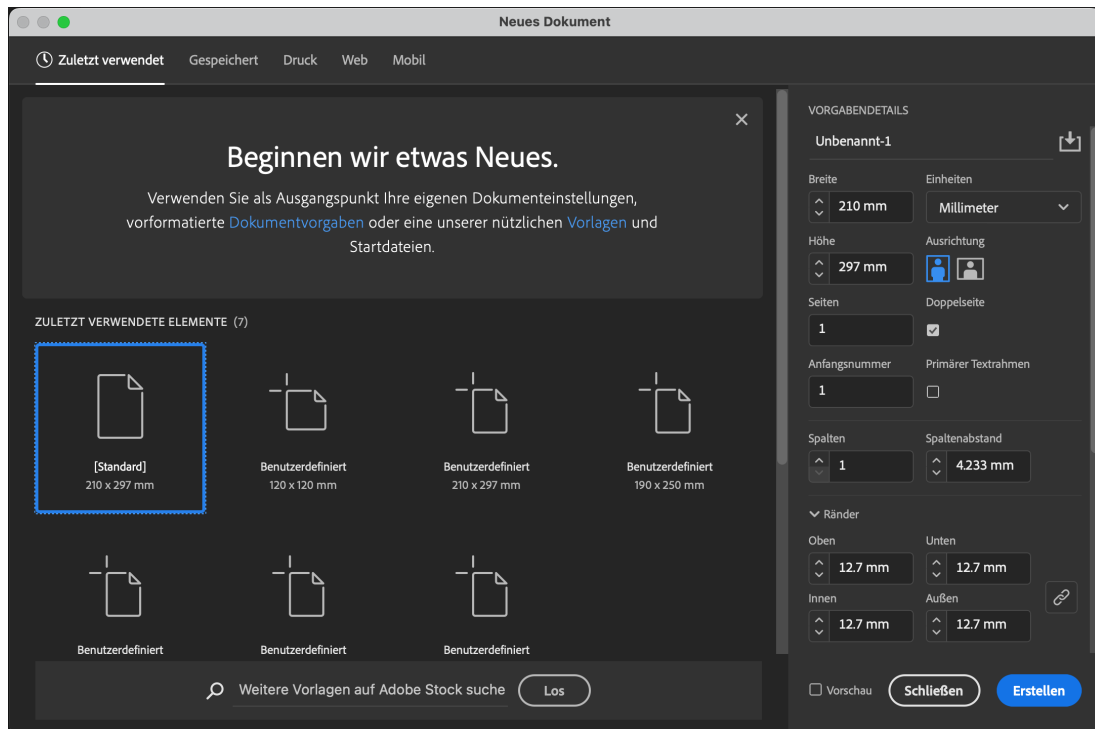 Neues Dokument
Zuletzt verwendet Gespeichert Druck Web Mobil
Beginnen wir etwas Neues.
Verwenden Sie als Ausgangspunkt Ihre eigenen Dokumenteinstellungen,
vorformatierte Dokumentvorgaben oder eine unserer nützlichen Vorlagen und
Startdateien.
ZULETZT VERWENDETE ELEMENTE (7)
[Standard]
210 x 297 mm
Benutzerdefiniert
120 x 120 mm
Benutzerdefiniert
210 x 297 mm
Benutzerdefiniert
190 x 250 mm
Benutzerdefiniert
Benutzerdefiniert
Benutzerdefiniert
Weitere Vorlagen auf Adobe Stock suche
Los
VORGABENDETAILS
Unbenannt-1
Breite Einheiten
210 mm Millimeter
Höhe Ausrichtung
297 mm
Seiten Doppelseite
1
Anfangsnummer Primärer Textrahmen
1
Spalten Spaltenabstand
1 4.233 mm
Ränder
Oben Unten
12.7 mm 12.7 mm
Innen Außen
12.7 mm 12.7 mm
Vorschau Schließen Erstellen